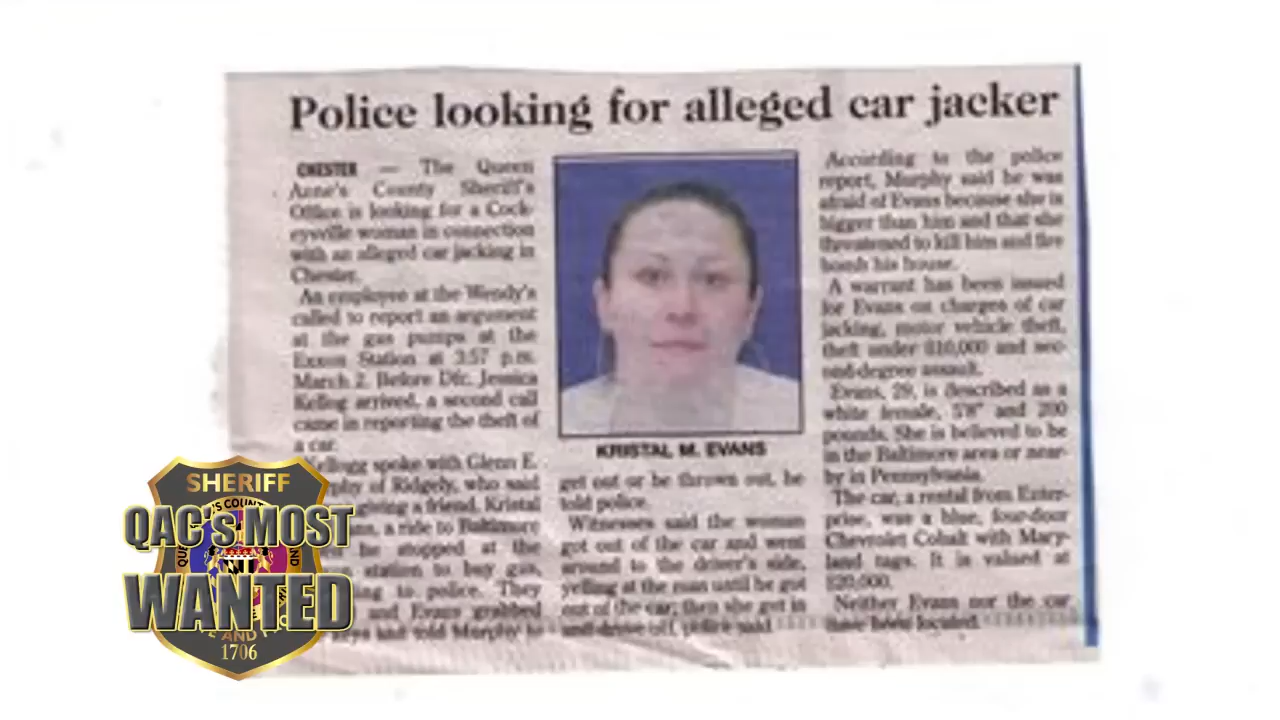 Police looking for alleged car jacker
CHESTER — The Queen
Anne's County Sheriff's
Office is looking for a Cock-
eysville woman in connection
with an alleged car jacking in
Chester.
An employee at the Wendy's
called to report an argument
at the gas pumps at the
Exxon Station at 3:57 p.m.
March 2. Before Dfc. Jessica
arrived, a second call
came in reporting the theft of
a car.
Kellogg spoke with Glenn E.
phy of Ridgely, who said
giving a friend, Kristal
a ride to Baltimore
he stopped at the
station to buy gas,
to police. They
and Evans grabbed
and told Murphy to
KRISTAL M. EVANS
get out or be thrown out, he
told police.
Witnesses said the woman
got out of the car and went
around to the driver's side,
yelling at the man until he got
out of the car; then she got in
and drove off, police said.
According to the police
report, Murphy said he was
afraid of Evans because she is
bigger than him and that she
threatened to kill him and fire
bomb his house.
A warrant has been issued
for Evans on charges of car
jacking, motor vehicle theft,
theft under $10,000 and sec-
ond-degree assault.
Evans, 29, is described as a
white female, 5'8" and 200
pounds. She is believed to be
in the Baltimore area or near-
by in Pennsylvania.
The car, a rental from Enter-
prise, was a blue, four-door
Chevrolet Cobalt with Mary-
land tags. It is valued at
$20,000.
Neither Evans nor the car
have been located.
SHERIFF
QAC'S MOST
WANTED
1706